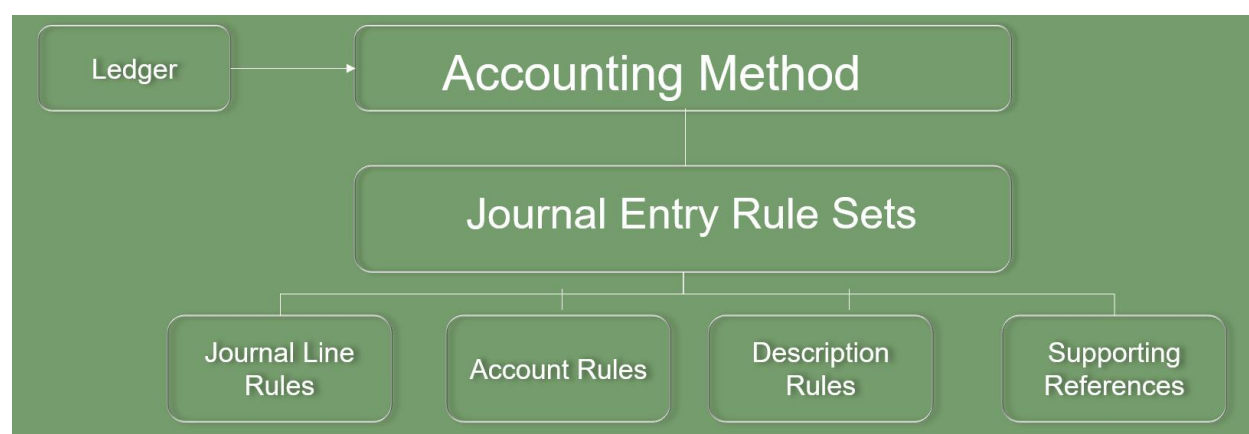 Ledger
Accounting Method
Journal Entry Rule Sets
Journal Line
Rules
Account Rules
Description
Rules
Supporting
References